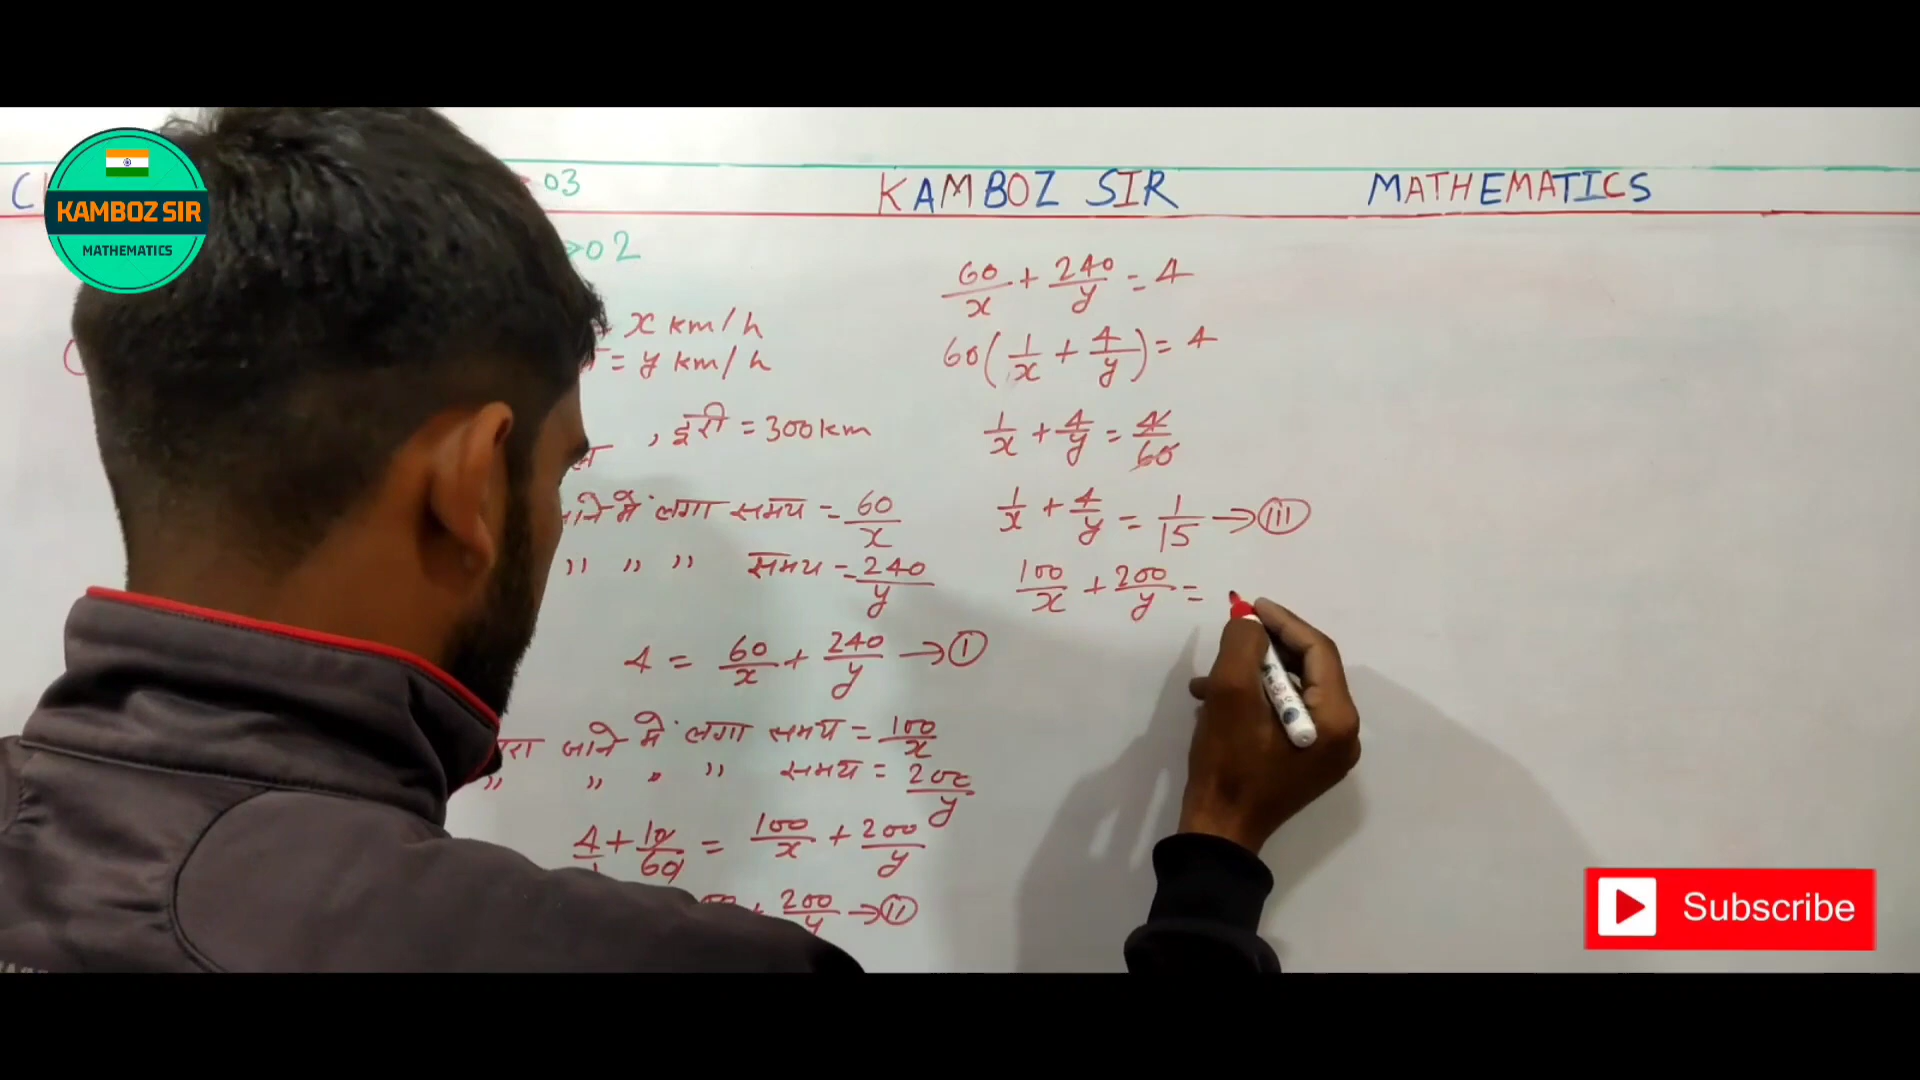 KAMBOZ SIR
MATHEMATICS
03 KAMBOZ SIR MATHEMATICS
02
x km/h
= y km/h
, दूरी = 300 km
जाने में लगा समय = 60/x
,, ,, ,, समय = 240/y
4 = 60/x + 240/y → (I)
जाने में लगा समय = 100/x
,, ,, ,, ,, समय = 200/y
4/1 + 10/60 = 100/x + 200/y
+ 200/y → (II)
60/x + 240/y = 4
60(1/x + 4/y) = 4
1/x + 4/y = 4/60
1/x + 4/y = 1/15 → (III)
100/x + 200/y =
Subscribe